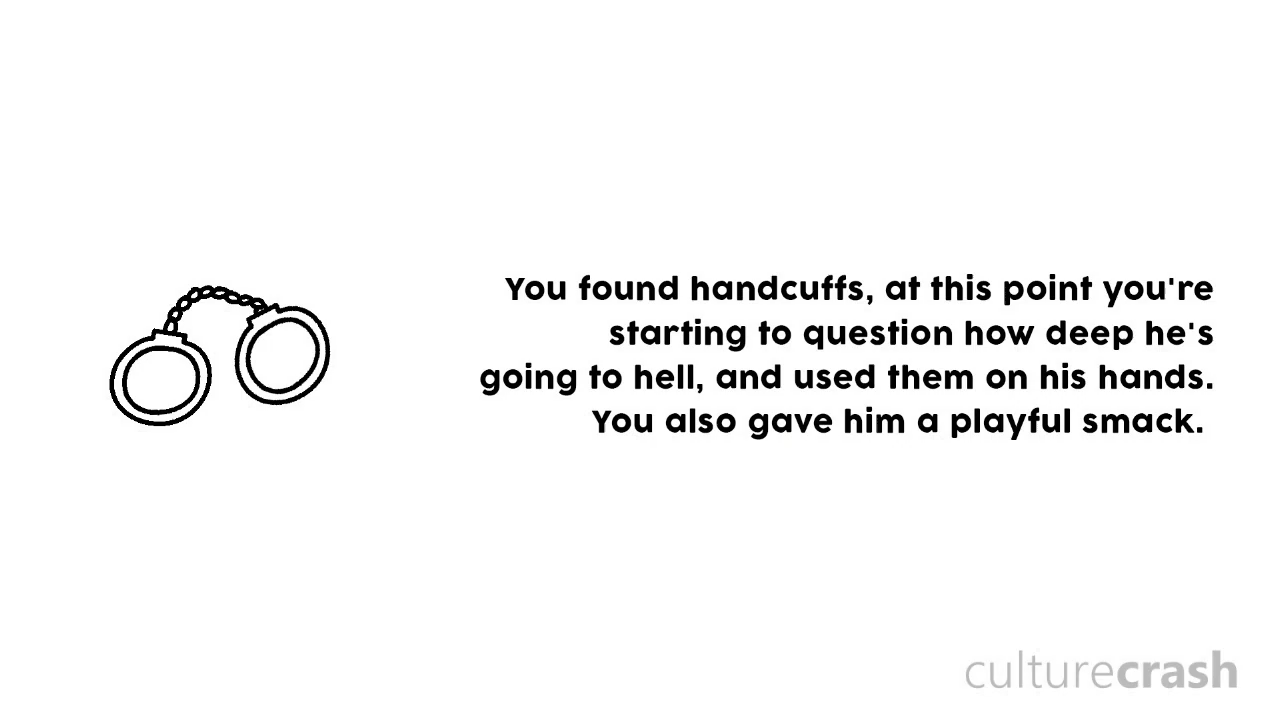 You found handcuffs, at this point you're
starting to question how deep he's
going to hell, and used them on his hands.
You also gave him a playful smack.
culturecrash